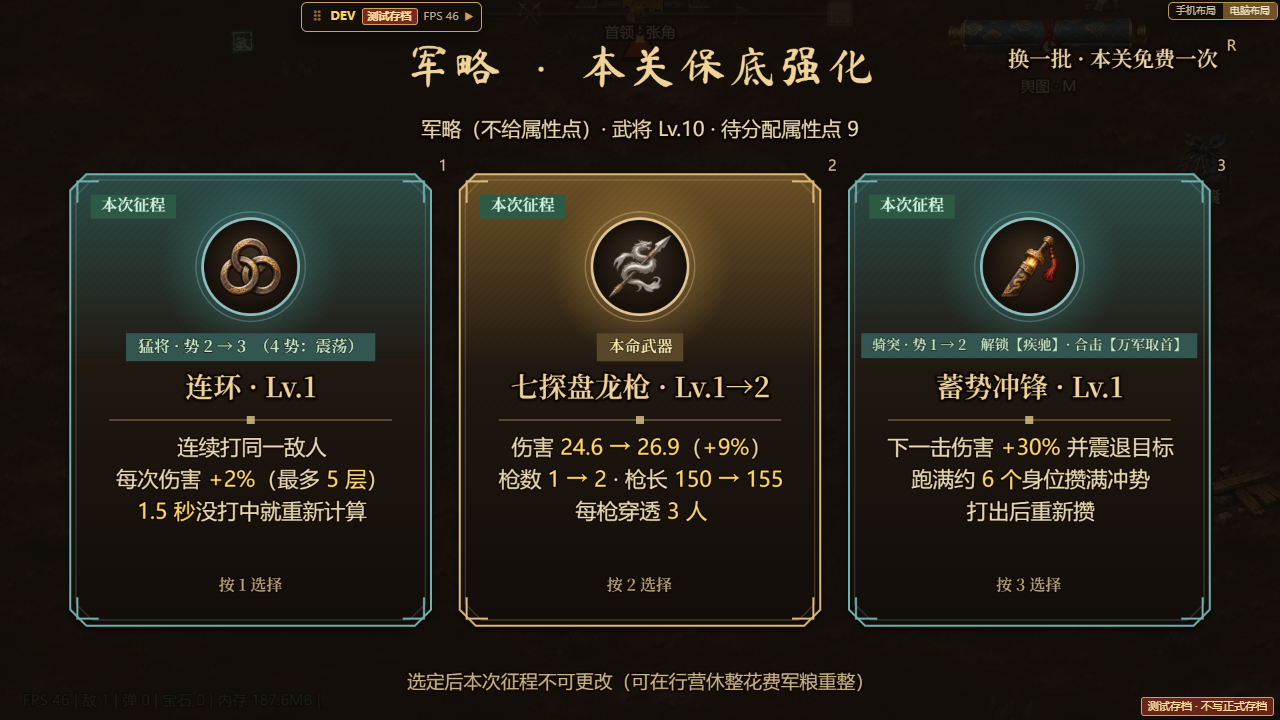 DEV 测试存档 FPS 46 ▶
手机布局 电脑布局
首领：张角
军略 · 本关保底强化
换一批 · 本关免费一次 R
舆图 · M
军略（不给属性点）· 武将 Lv.10 · 待分配属性点 9
1
本次征程
猛将 · 势 2 → 3 （4 势：震荡）
连环 · Lv.1
连续打同一敌人
每次伤害 +2%（最多 5 层）
1.5 秒没打中就重新计算
按 1 选择
2
本次征程
本命武器
七探盘龙枪 · Lv.1→2
伤害 24.6 → 26.9（+9%）
枪数 1 → 2 · 枪长 150 → 155
每枪穿透 3 人
按 2 选择
3
本次征程
骑突 · 势 1 → 2 解锁【疾驰】· 合击【万军取首】
蓄势冲锋 · Lv.1
下一击伤害 +30% 并震退目标
跑满约 6 个身位攒满冲势
打出后重新攒
按 3 选择
选定后本次征程不可更改（可在行营休整花费军粮重整）
FPS 46 | 敌 1 | 弹 0 | 宝石 0 | 内存 187.6MB |
测试存档 · 不写正式存档